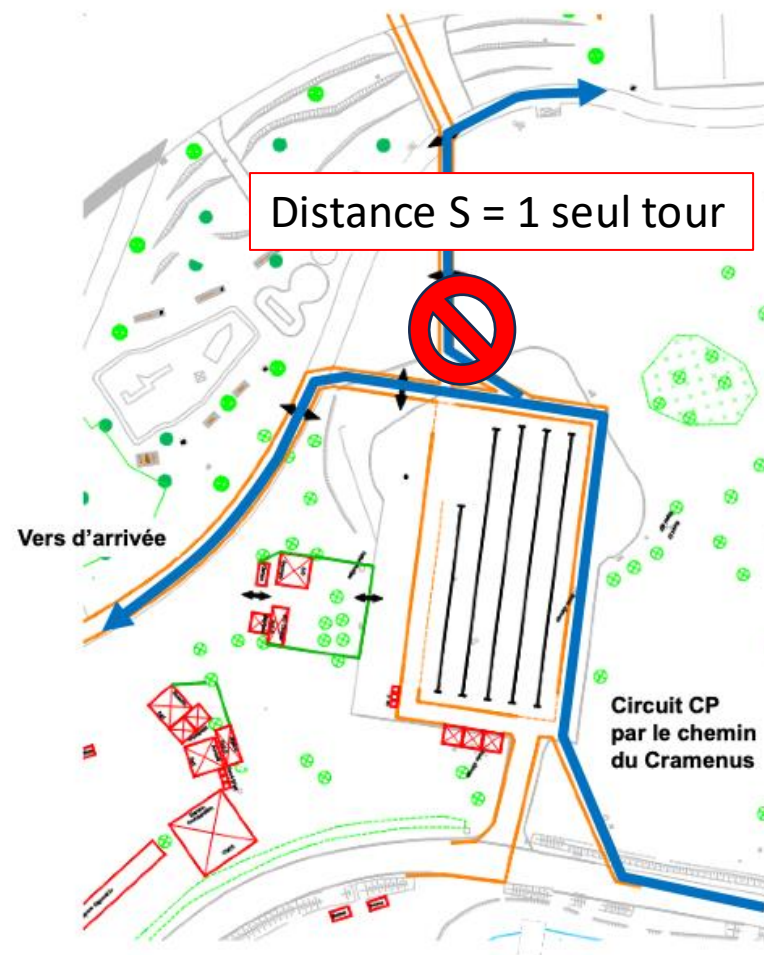 Distance S = 1 seul tour
Vers d’arrivée
Circuit CP
par le chemin
du Cramenus